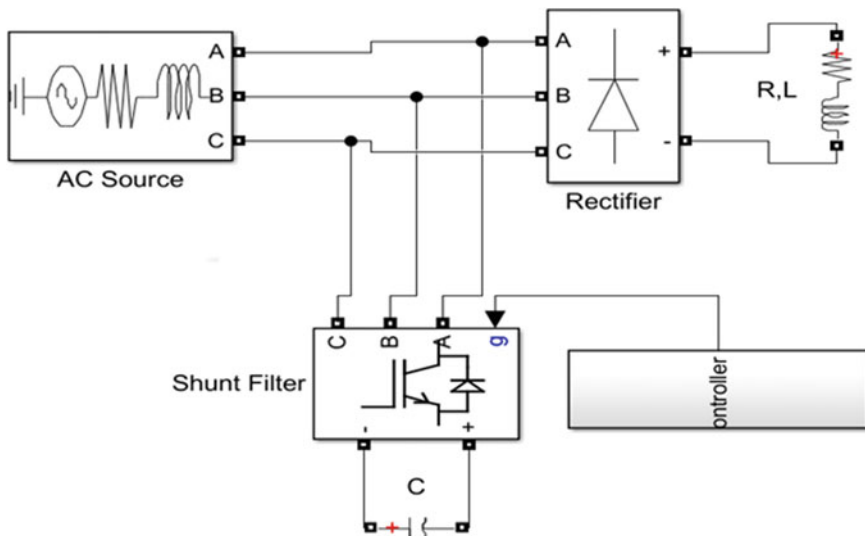 A
B
C
AC Source
A
B
C
+
-
Rectifier
R,L
+
C
B
A
g
Shunt Filter
-
+
ontroller
C
+